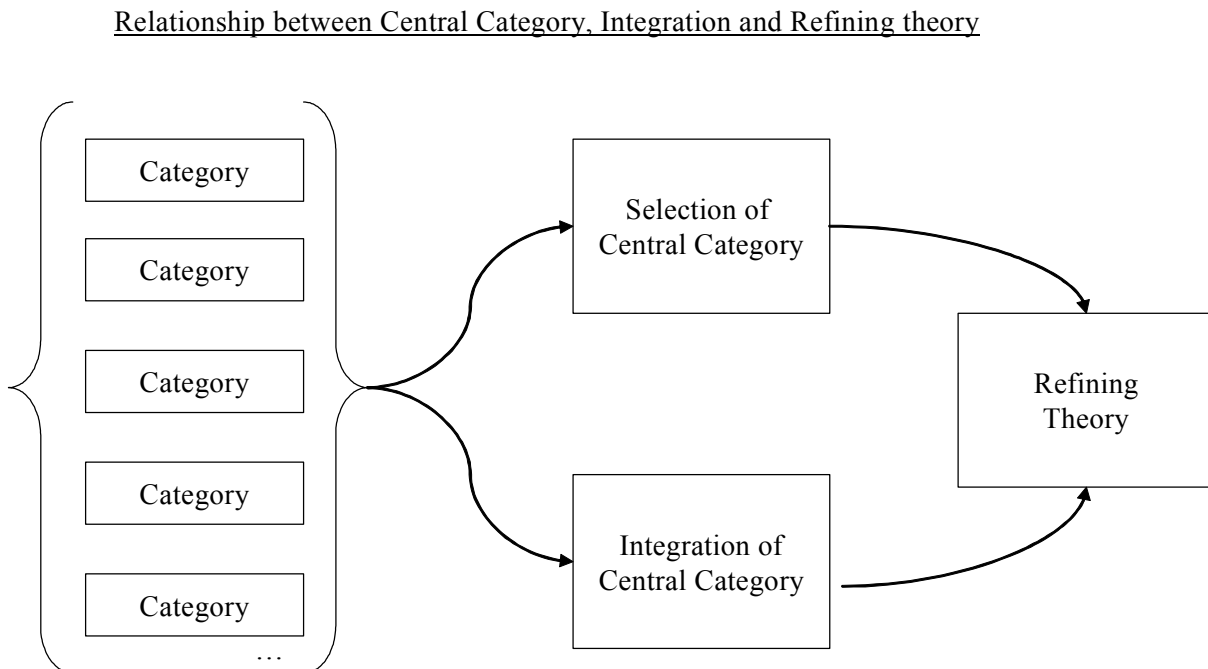 Relationship between Central Category, Integration and Refining theory
Category
Category
Category
Category
Category
...
Selection of
Central Category
Integration of
Central Category
Refining
Theory